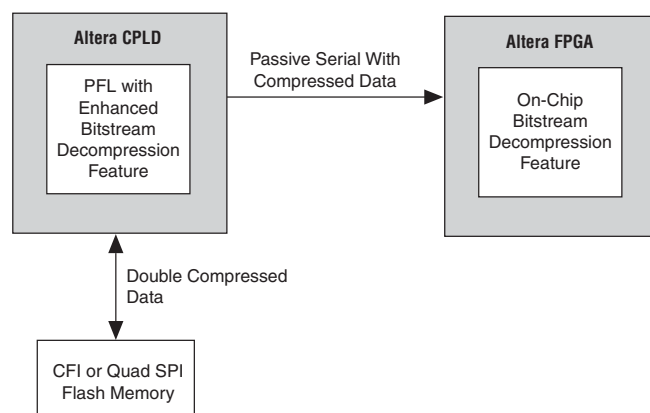 Altera CPLD
PFL with
Enhanced
Bitstream
Decompression
Feature
Passive Serial With
Compressed Data
Altera FPGA
On-Chip
Bitstream
Decompression
Feature
Double Compressed
Data
CFI or Quad SPI
Flash Memory